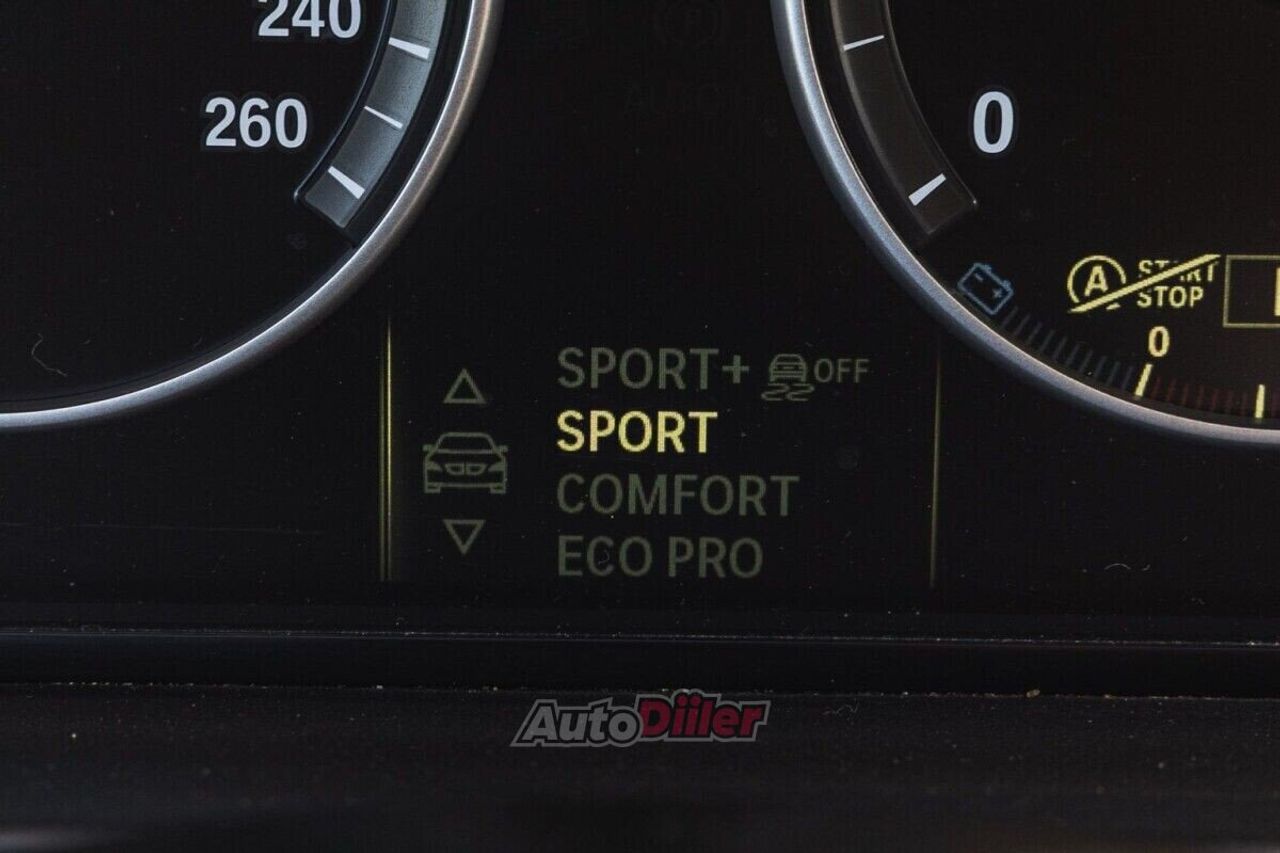 240
260
0
A START STOP
0
SPORT+ OFF
SPORT
COMFORT
ECO PRO
AutoDiiler